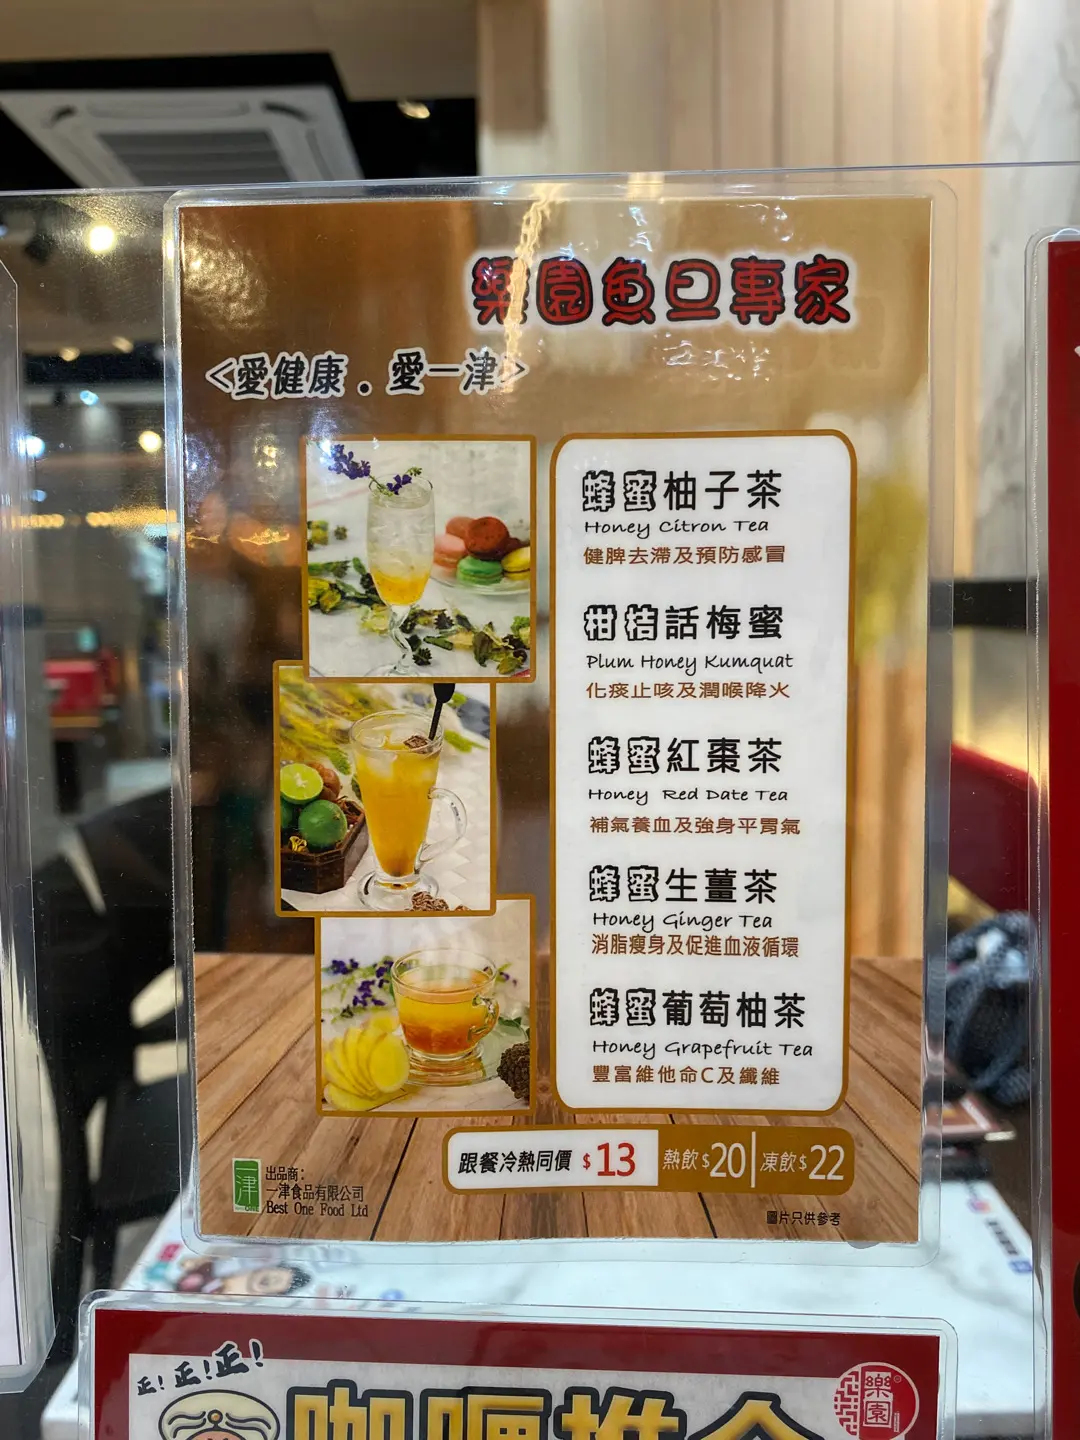 樂園魚旦專家
<愛健康．愛一津>
蜂蜜柚子茶
Honey Citron Tea
健脾去滯及預防感冒
柑桔話梅蜜
Plum Honey Kumquat
化痰止咳及潤喉降火
蜂蜜紅棗茶
Honey Red Date Tea
補氣養血及強身平胃氣
蜂蜜生薑茶
Honey Ginger Tea
消脂瘦身及促進血液循環
蜂蜜葡萄柚茶
Honey Grapefruit Tea
豐富維他命C及纖維
跟餐冷熱同價 $13 熱飲$20 凍飲$22
一津
出品商：
一津食品有限公司
Best One Food Ltd
圖片只供參考
正!正!正!
樂園